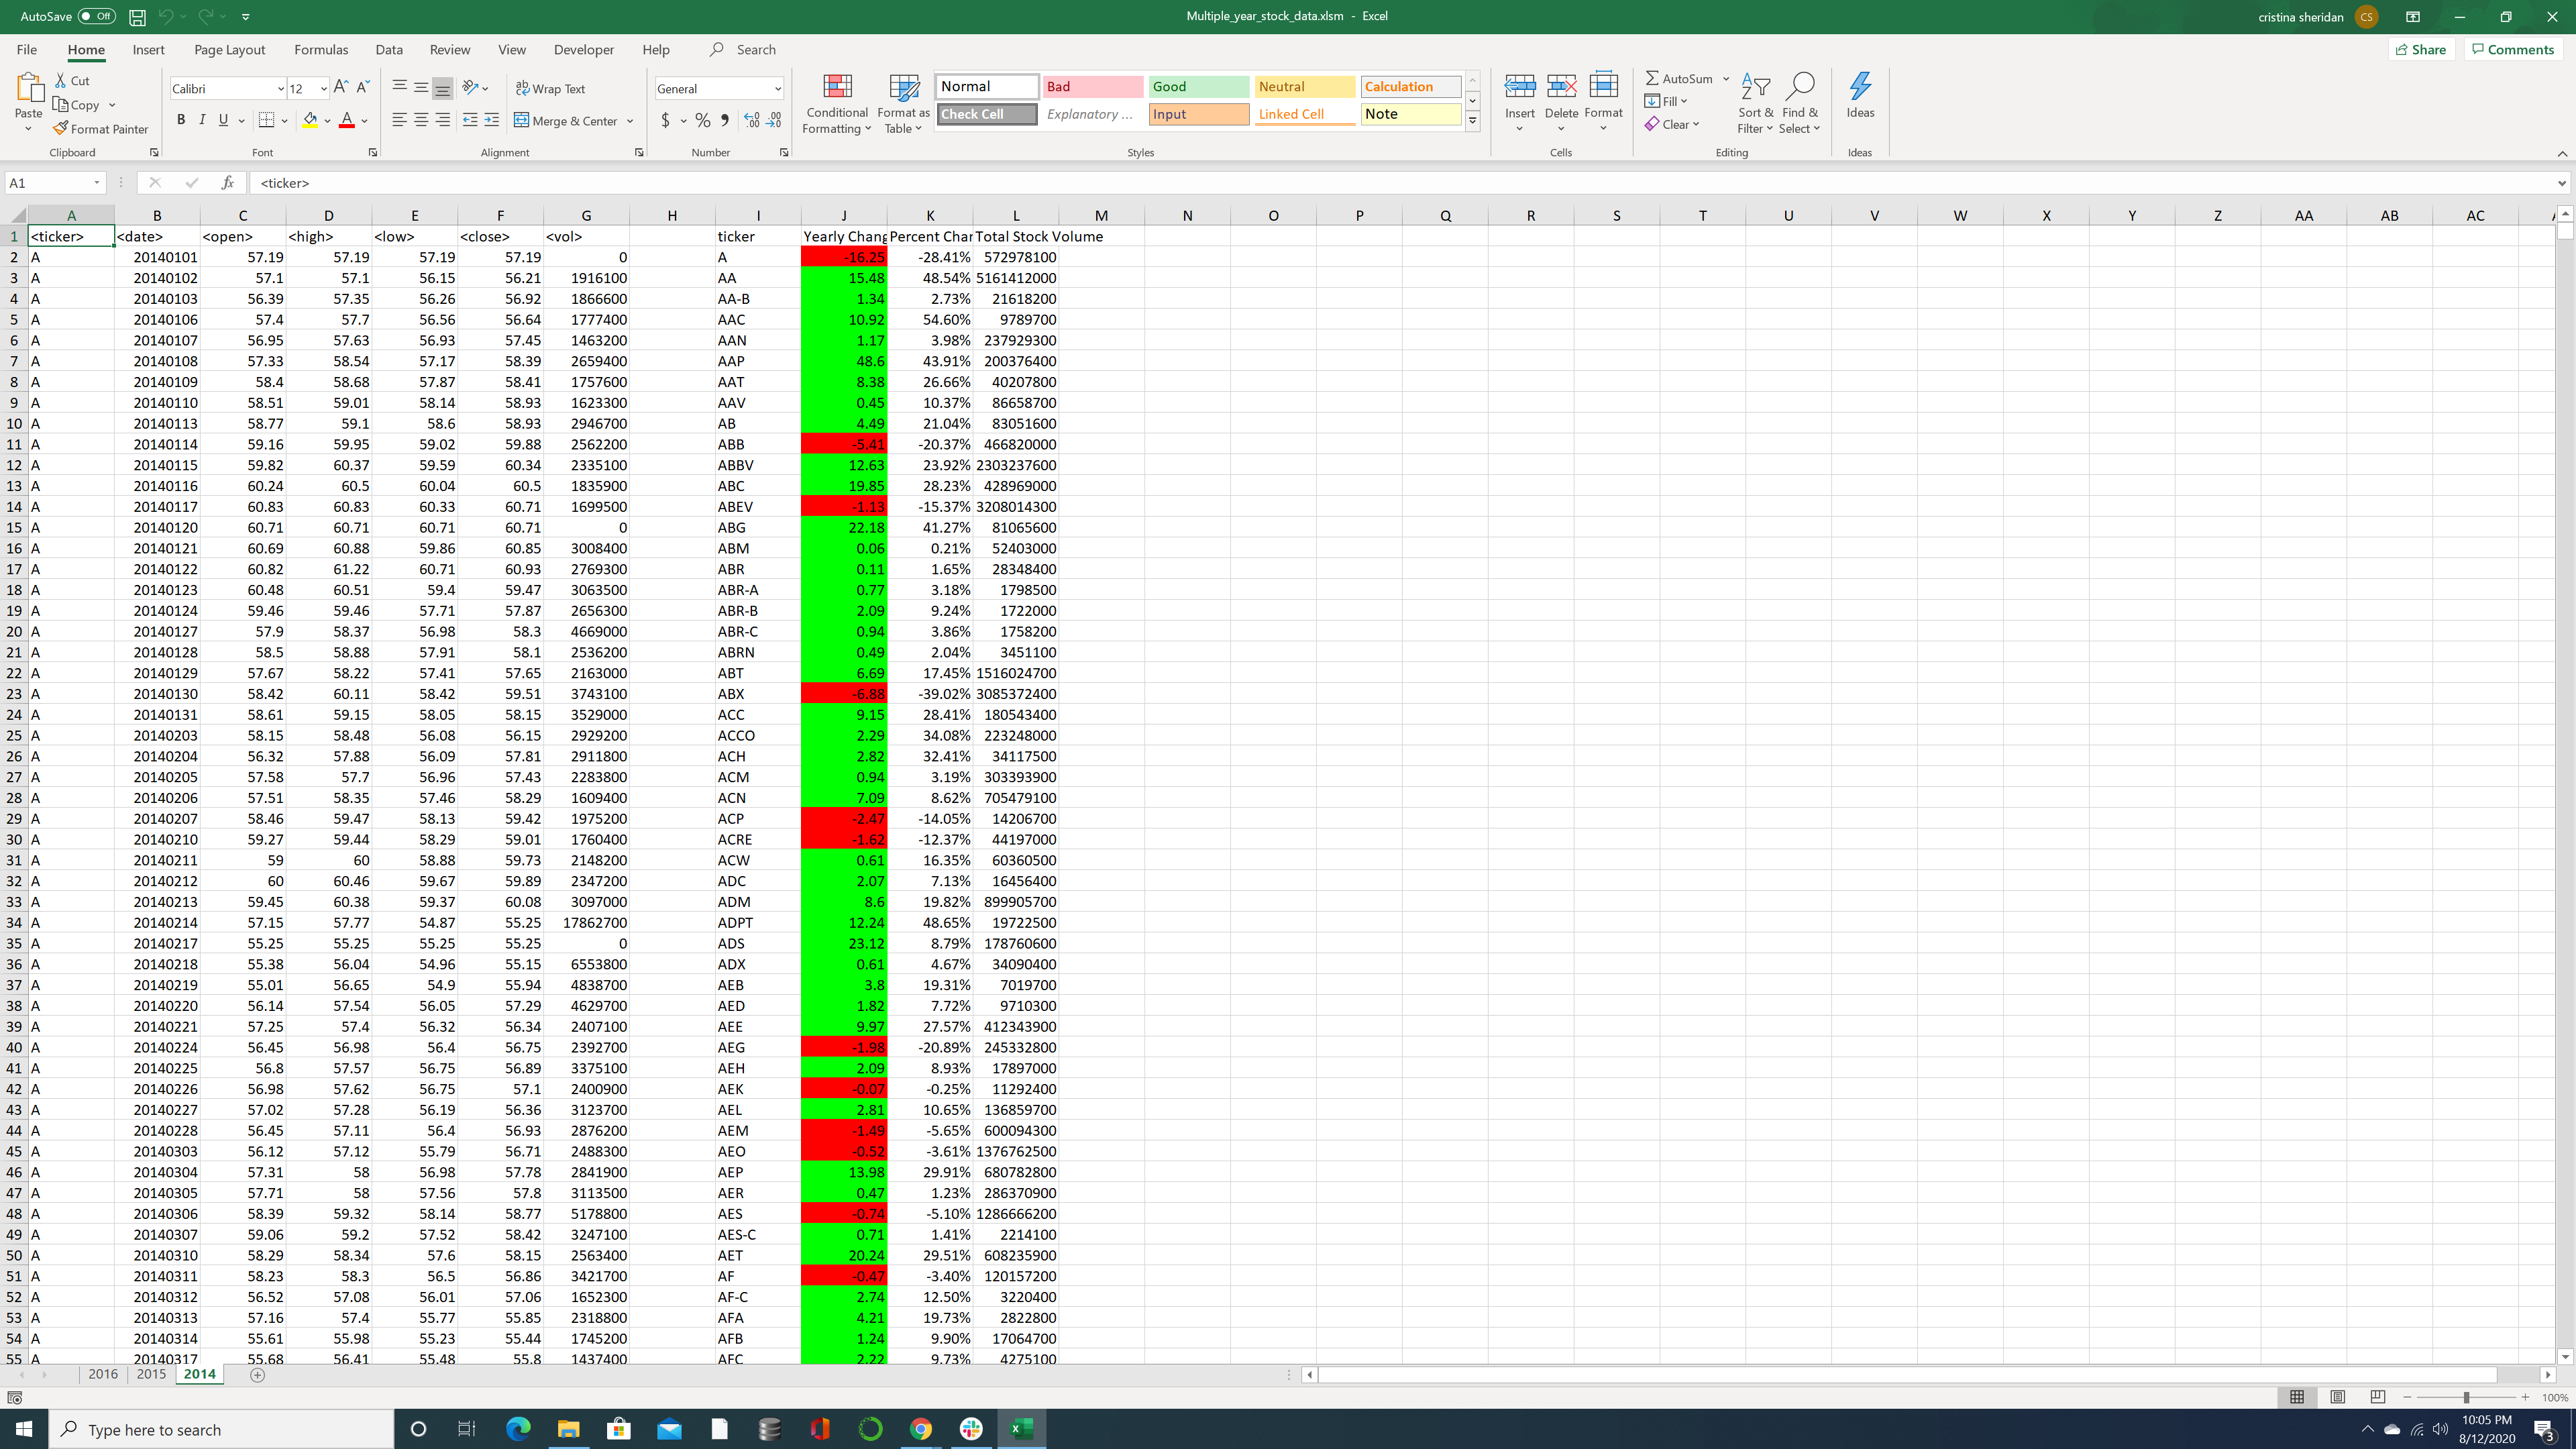 AutoSave Off Multiple_year_stock_data.xlsm - Excel cristina sheridan CS
File Home Insert Page Layout Formulas Data Review View Developer Help Search Share Comments
Cut
Copy
Format Painter
Paste
Clipboard
Calibri 12
B I U
Font
Wrap Text
Merge & Center
Alignment
General
$ % 9
Number
Conditional Formatting
Format as Table
Normal Bad Good Neutral Calculation
Check Cell Explanatory ... Input Linked Cell Note
Styles
Insert Delete Format
Cells
AutoSum
Fill
Clear
Sort & Filter
Find & Select
Editing
Ideas
Ideas
A1 fx <ticker>
A B C D E F G H I J K L M N O P Q R S T U V W X Y Z AA AB AC
1 <ticker> <date> <open> <high> <low> <close> <vol> ticker Yearly Chang Percent Char Total Stock Volume
2 A 20140101 57.19 57.19 57.19 57.19 0 A -16.25 -28.41% 572978100
3 A 20140102 57.1 57.1 56.15 56.21 1916100 AA 15.48 48.54% 5161412000
4 A 20140103 56.39 57.35 56.26 56.92 1866600 AA-B 1.34 2.73% 21618200
5 A 20140106 57.4 57.7 56.56 56.64 1777400 AAC 10.92 54.60% 9789700
6 A 20140107 56.95 57.63 56.93 57.45 1463200 AAN 1.17 3.98% 237929300
7 A 20140108 57.33 58.54 57.17 58.39 2659400 AAP 48.6 43.91% 200376400
8 A 20140109 58.4 58.68 57.87 58.41 1757600 AAT 8.38 26.66% 40207800
9 A 20140110 58.51 59.01 58.14 58.93 1623300 AAV 0.45 10.37% 86658700
10 A 20140113 58.77 59.1 58.6 58.93 2946700 AB 4.49 21.04% 83051600
11 A 20140114 59.16 59.95 59.02 59.88 2562200 ABB -5.41 -20.37% 466820000
12 A 20140115 59.82 60.37 59.59 60.34 2335100 ABBV 12.63 23.92% 2303237600
13 A 20140116 60.24 60.5 60.04 60.5 1835900 ABC 19.85 28.23% 428969000
14 A 20140117 60.83 60.83 60.33 60.71 1699500 ABEV -1.13 -15.37% 3208014300
15 A 20140120 60.71 60.71 60.71 60.71 0 ABG 22.18 41.27% 81065600
16 A 20140121 60.69 60.88 59.86 60.85 3008400 ABM 0.06 0.21% 52403000
17 A 20140122 60.82 61.22 60.71 60.93 2769300 ABR 0.11 1.65% 28348400
18 A 20140123 60.48 60.51 59.4 59.47 3063500 ABR-A 0.77 3.18% 1798500
19 A 20140124 59.46 59.46 57.71 57.87 2656300 ABR-B 2.09 9.24% 1722000
20 A 20140127 57.9 58.37 56.98 58.3 4669000 ABR-C 0.94 3.86% 1758200
21 A 20140128 58.5 58.88 57.91 58.1 2536200 ABRN 0.49 2.04% 3451100
22 A 20140129 57.67 58.22 57.41 57.65 2163000 ABT 6.69 17.45% 1516024700
23 A 20140130 58.42 60.11 58.42 59.51 3743100 ABX -6.88 -39.02% 3085372400
24 A 20140131 58.61 59.15 58.05 58.15 3529000 ACC 9.15 28.41% 180543400
25 A 20140203 58.15 58.48 56.08 56.15 2929200 ACCO 2.29 34.08% 223248000
26 A 20140204 56.32 57.88 56.09 57.81 2911800 ACH 2.82 32.41% 34117500
27 A 20140205 57.58 57.7 56.96 57.43 2283800 ACM 0.94 3.19% 303393900
28 A 20140206 57.51 58.35 57.46 58.29 1609400 ACN 7.09 8.62% 705479100
29 A 20140207 58.46 59.47 58.13 59.42 1975200 ACP -2.47 -14.05% 14206700
30 A 20140210 59.27 59.44 58.29 59.01 1760400 ACRE -1.62 -12.37% 44197000
31 A 20140211 59 60 58.88 59.73 2148200 ACW 0.61 16.35% 60360500
32 A 20140212 60 60.46 59.67 59.89 2347200 ADC 2.07 7.13% 16456400
33 A 20140213 59.45 60.38 59.37 60.08 3097000 ADM 8.6 19.82% 899905700
34 A 20140214 57.15 57.77 54.87 55.25 17862700 ADPT 12.24 48.65% 19722500
35 A 20140217 55.25 55.25 55.25 55.25 0 ADS 23.12 8.79% 178760600
36 A 20140218 55.38 56.04 54.96 55.15 6553800 ADX 0.61 4.67% 34090400
37 A 20140219 55.01 56.65 54.9 55.94 4838700 AEB 3.8 19.31% 7019700
38 A 20140220 56.14 57.54 56.05 57.29 4629700 AED 1.82 7.72% 9710300
39 A 20140221 57.25 57.4 56.32 56.34 2407100 AEE 9.97 27.57% 412343900
40 A 20140224 56.45 56.98 56.4 56.75 2392700 AEG -1.98 -20.89% 245332800
41 A 20140225 56.8 57.57 56.75 56.89 3375100 AEH 2.09 8.93% 17897000
42 A 20140226 56.98 57.62 56.75 57.1 2400900 AEK -0.07 -0.25% 11292400
43 A 20140227 57.02 57.28 56.19 56.36 3123700 AEL 2.81 10.65% 136859700
44 A 20140228 56.45 57.11 56.4 56.93 2876200 AEM -1.49 -5.65% 600094300
45 A 20140303 56.12 57.12 55.79 56.71 2488300 AEO -0.52 -3.61% 1376762500
46 A 20140304 57.31 58 56.98 57.78 2841900 AEP 13.98 29.91% 680782800
47 A 20140305 57.71 58 57.56 57.8 3113500 AER 0.47 1.23% 286370900
48 A 20140306 58.39 59.32 58.14 58.77 5178800 AES -0.74 -5.10% 1286666200
49 A 20140307 59.06 59.2 57.52 58.42 3247100 AES-C 0.71 1.41% 2214100
50 A 20140310 58.29 58.34 57.6 58.15 2563400 AET 20.24 29.51% 608235900
51 A 20140311 58.23 58.3 56.5 56.86 3421700 AF -0.47 -3.40% 120157200
52 A 20140312 56.52 57.08 56.01 57.06 1652300 AF-C 2.74 12.50% 3220400
53 A 20140313 57.16 57.4 55.77 55.85 2318800 AFA 4.21 19.73% 2822800
54 A 20140314 55.61 55.98 55.23 55.44 1745200 AFB 1.24 9.90% 17064700
55 A 20140317 55.68 56.41 55.48 55.8 1437400 AFC 2.22 9.73% 4275100
2016 2015 2014
100%
Type here to search
10:05 PM
8/12/2020
3